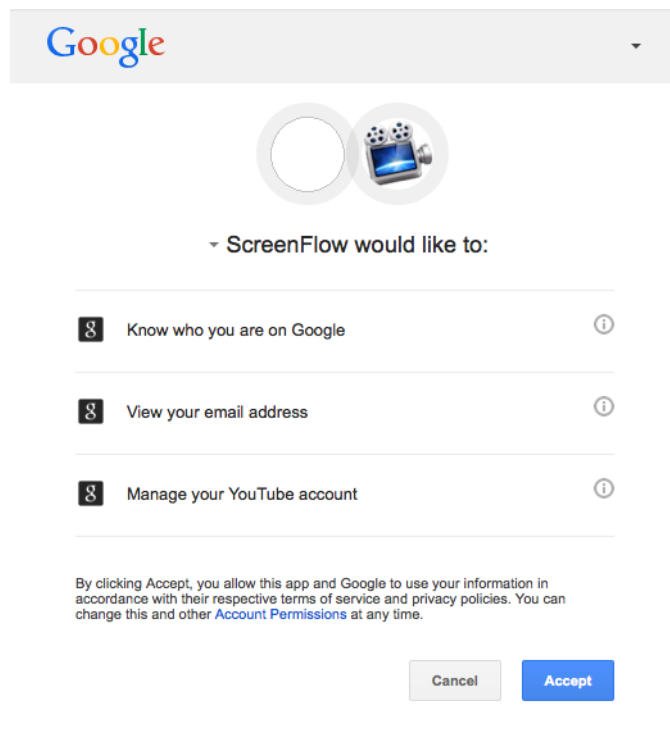 Google
ScreenFlow would like to:
Know who you are on Google
View your email address
Manage your YouTube account
By clicking Accept, you allow this app and Google to use your information in
accordance with their respective terms of service and privacy policies. You can
change this and other Account Permissions at any time.
Cancel
Accept